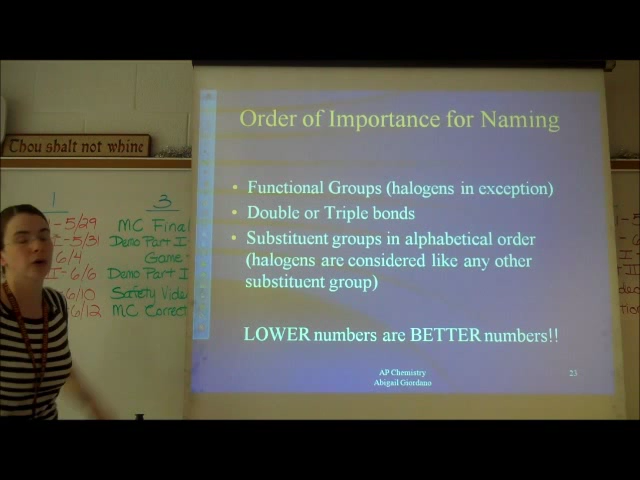 Order of Importance for Naming
Thou shalt not whine
• Functional Groups (halogens in exception)
• Double or Triple bonds
• Substituent groups in alphabetical order
(halogens are considered like any other
substituent group)
LOWER numbers are BETTER numbers!!
AP Chemistry
Abigail Giordano
1
5/29
5/31
6/4
6/6
6/10
6/12
3
MC Final
Demo Part I
Game
Demo Part I
Safety Video
MC Correct